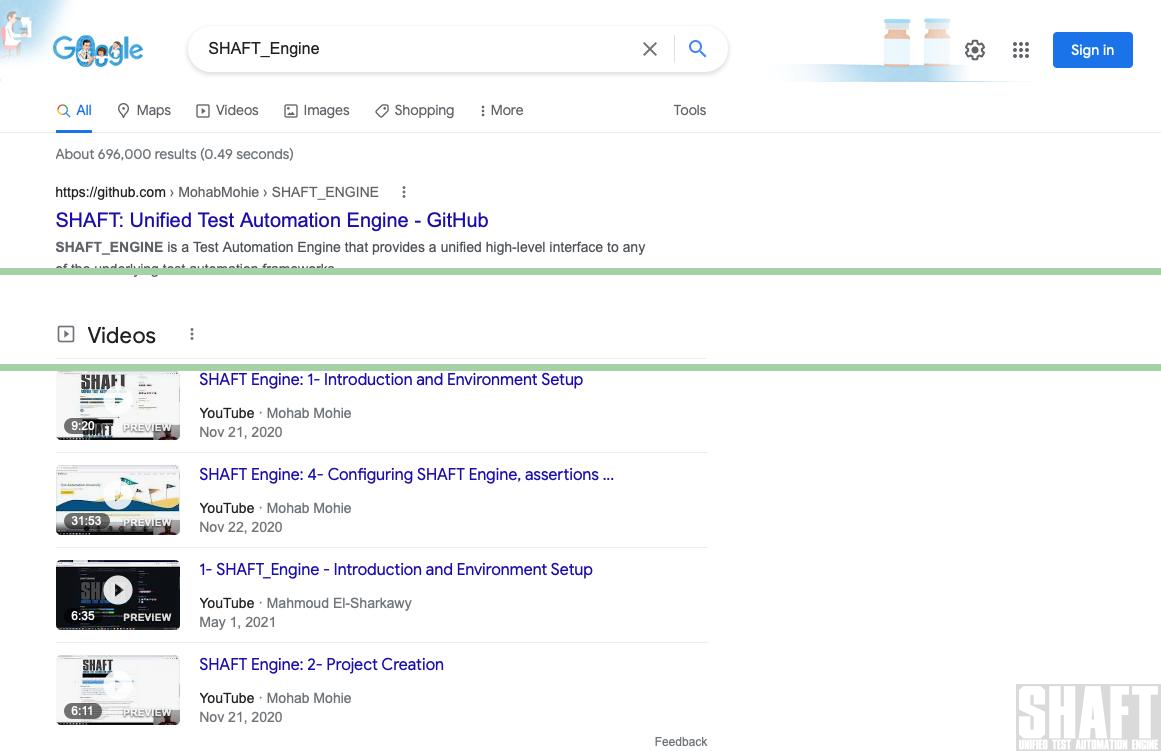 Google
SHAFT_Engine
Sign in
All
Maps
Videos
Images
Shopping
More
Tools
About 696,000 results (0.49 seconds)
https://github.com › MohabMohie › SHAFT_ENGINE
SHAFT: Unified Test Automation Engine - GitHub
SHAFT_ENGINE is a Test Automation Engine that provides a unified high-level interface to any
of the underlying test automation frameworks
Videos
SHAFT Engine: 1- Introduction and Environment Setup
YouTube · Mohab Mohie
Nov 21, 2020
SHAFT
9:20
PREVIEW
SHAFT Engine: 4- Configuring SHAFT Engine, assertions ...
YouTube · Mohab Mohie
Nov 22, 2020
31:53
PREVIEW
1- SHAFT_Engine - Introduction and Environment Setup
YouTube · Mahmoud El-Sharkawy
May 1, 2021
6:35
PREVIEW
SHAFT Engine: 2- Project Creation
YouTube · Mohab Mohie
Nov 21, 2020
SHAFT
6:11
PREVIEW
Feedback
SHAFT
UNIFIED TEST AUTOMATION ENGINE